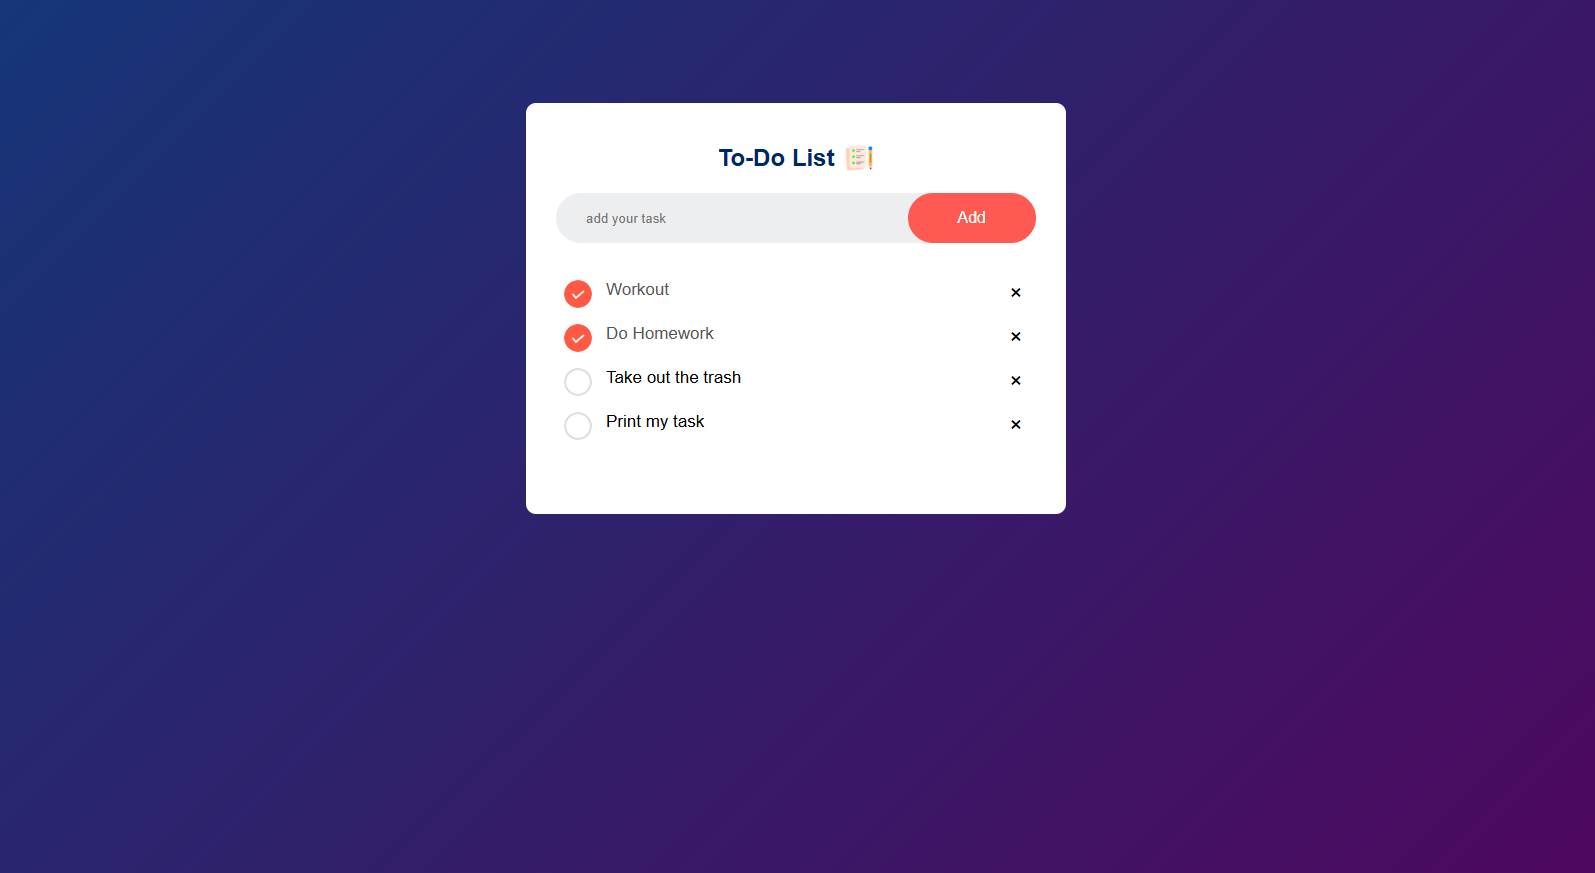 To-Do List
add your task
Add
Workout
Do Homework
Take out the trash
Print my task